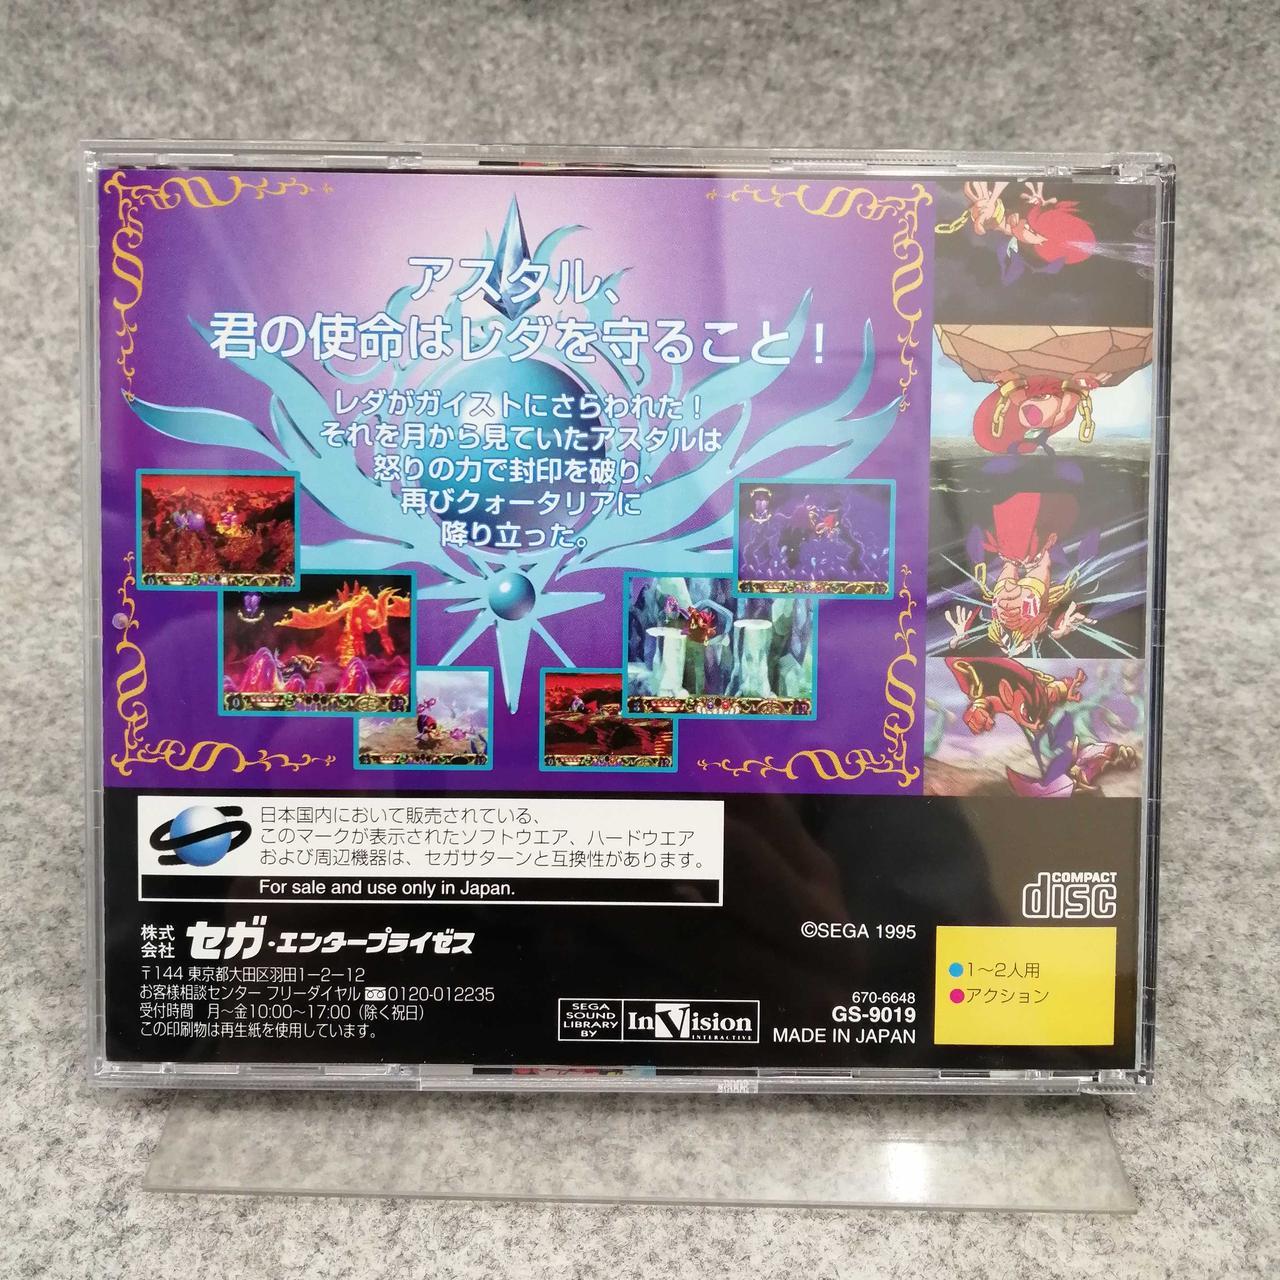 アスタル、
君の使命はレダを守ること！
レダがガイストにさらわれた！
それを月から見ていたアスタルは
怒りの力で封印を破り、
再びクォータリアに
降り立った。
日本国内において販売されている、
このマークが表示されたソフトウエア、ハードウエア
および周辺機器は、セガサターンと互換性があります。
For sale and use only in Japan.
COMPACT
disc
株式会社 セガ・エンタープライゼス
〒144 東京都大田区羽田1-2-12
お客様相談センター フリーダイヤル 0120-012235
受付時間 月〜金10:00〜17:00（除く祝日）
この印刷物は再生紙を使用しています。
SEGA
SOUND
LIBRARY
BY
InVision
INTERACTIVE
©SEGA 1995
670-6648
GS-9019
MADE IN JAPAN
●1〜2人用
●アクション